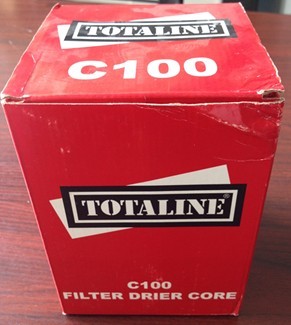 TOTALINE
C100
TOTALINE®
C100
FILTER DRIER CORE